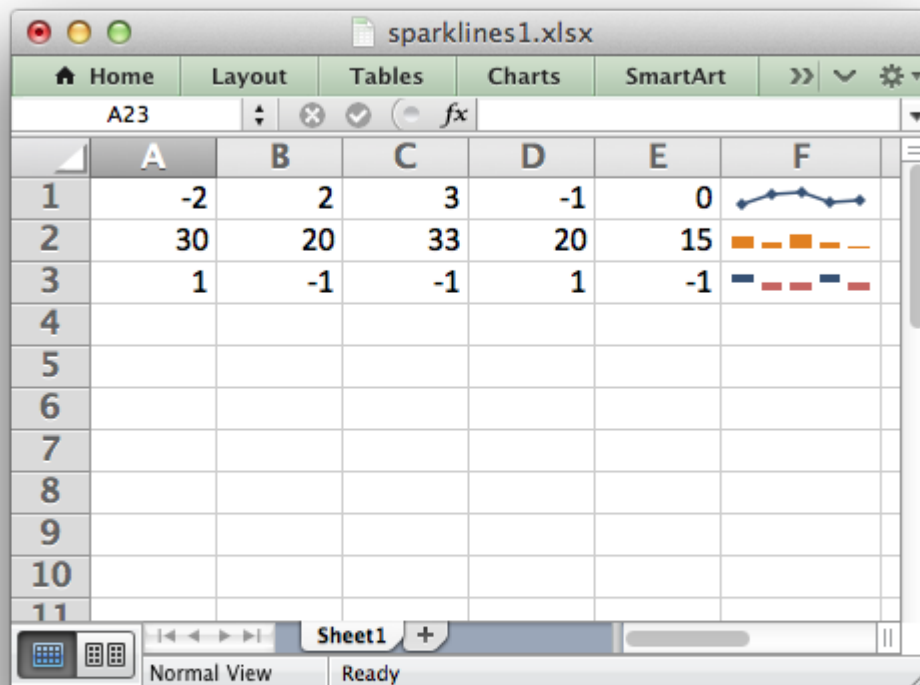 sparklines1.xlsx
Home Layout Tables Charts SmartArt
A23 fx
A B C D E F
1 -2 2 3 -1 0
2 30 20 33 20 15
3 1 -1 -1 1 -1
4
5
6
7
8
9
10
11
Sheet1 +
Normal View Ready